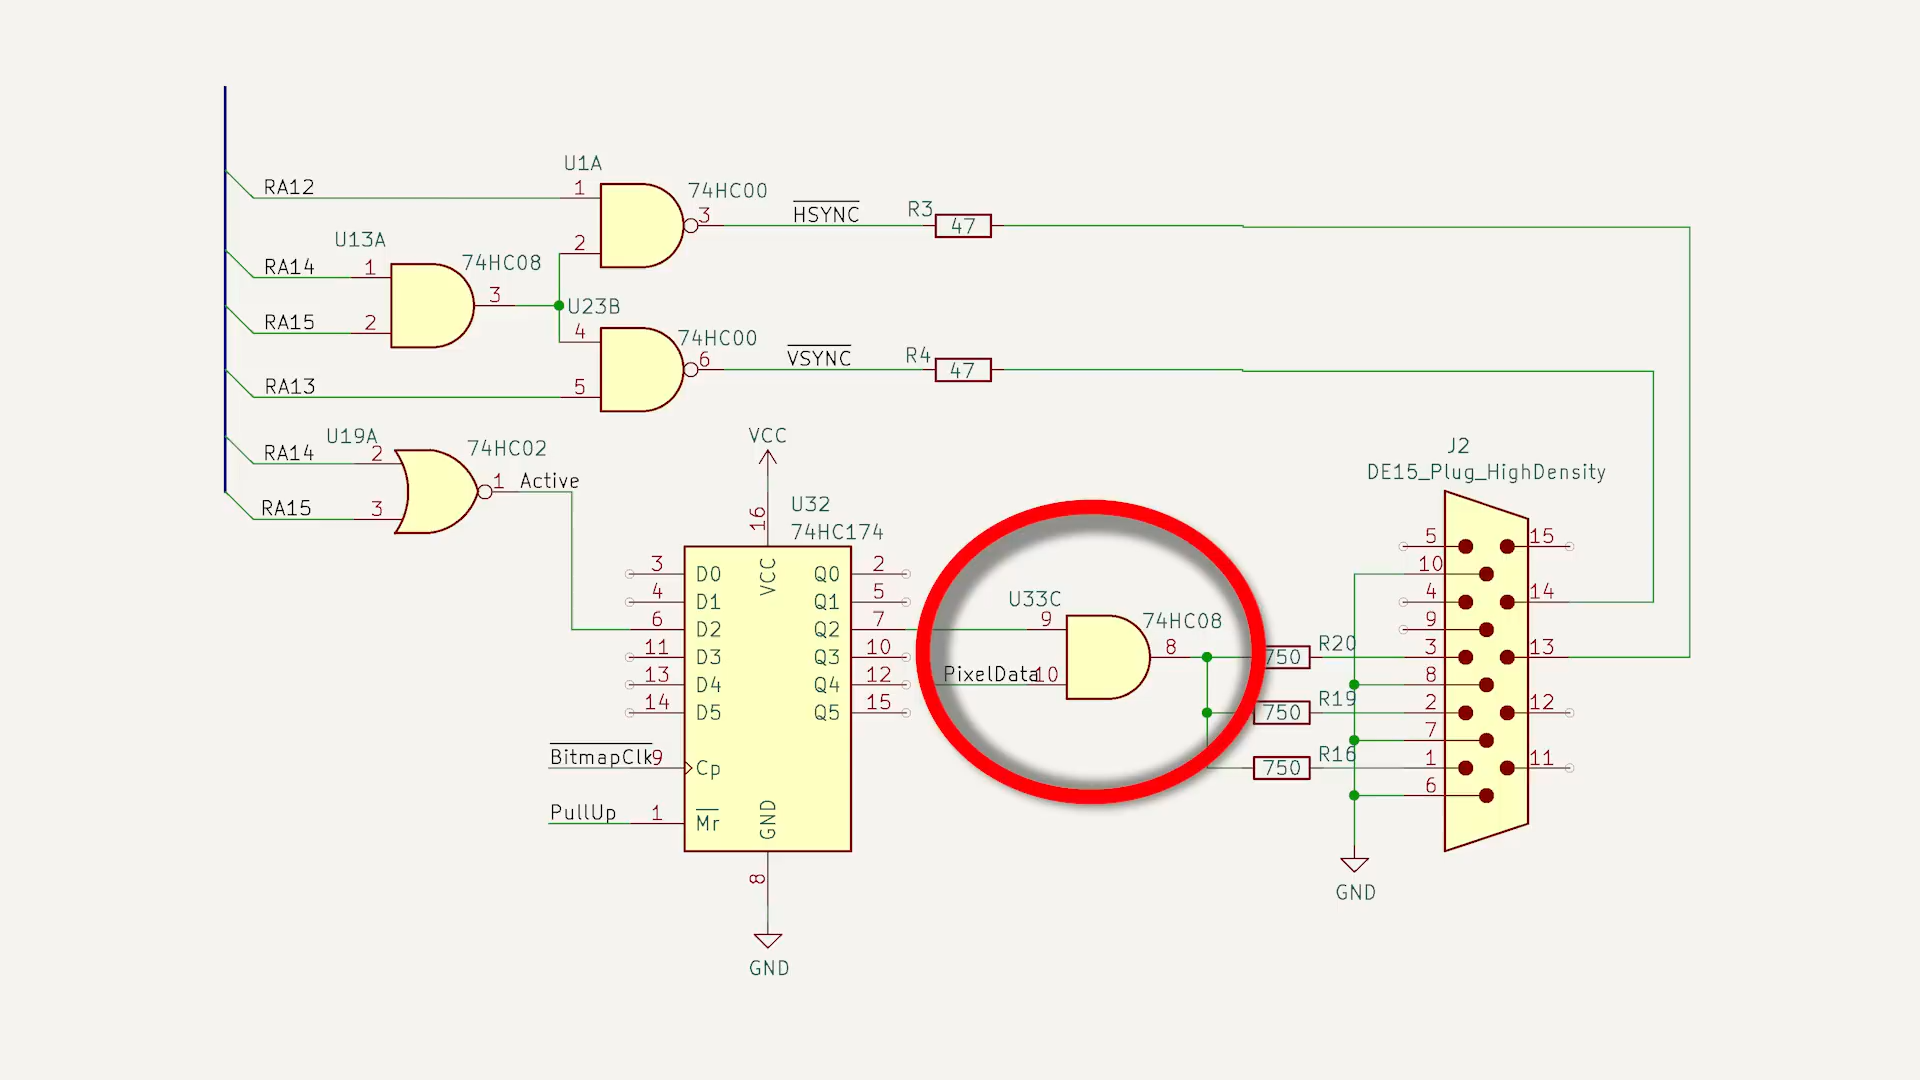 U1A
RA12
1
74HC00
3
HSYNC
R3
47
2
U13A
RA14
1
74HC08
3
RA15
2
U23B
4
74HC00
6
VSYNC
R4
47
RA13
5
U19A
RA14
2
74HC02
1
Active
RA15
3
VCC
16
U32
74HC174
VCC
3
D0
Q0
2
4
D1
Q1
5
6
D2
Q2
7
11
D3
Q3
10
13
D4
Q4
12
14
D5
Q5
15
BitmapClk
9
Cp
PullUp
1
Mr
GND
8
GND
U33C
9
74HC08
8
PixelData
10
750
R20
750
R19
750
R16
J2
DE15_Plug_HighDensity
5
15
10
4
14
9
3
13
8
2
12
7
1
11
6
GND